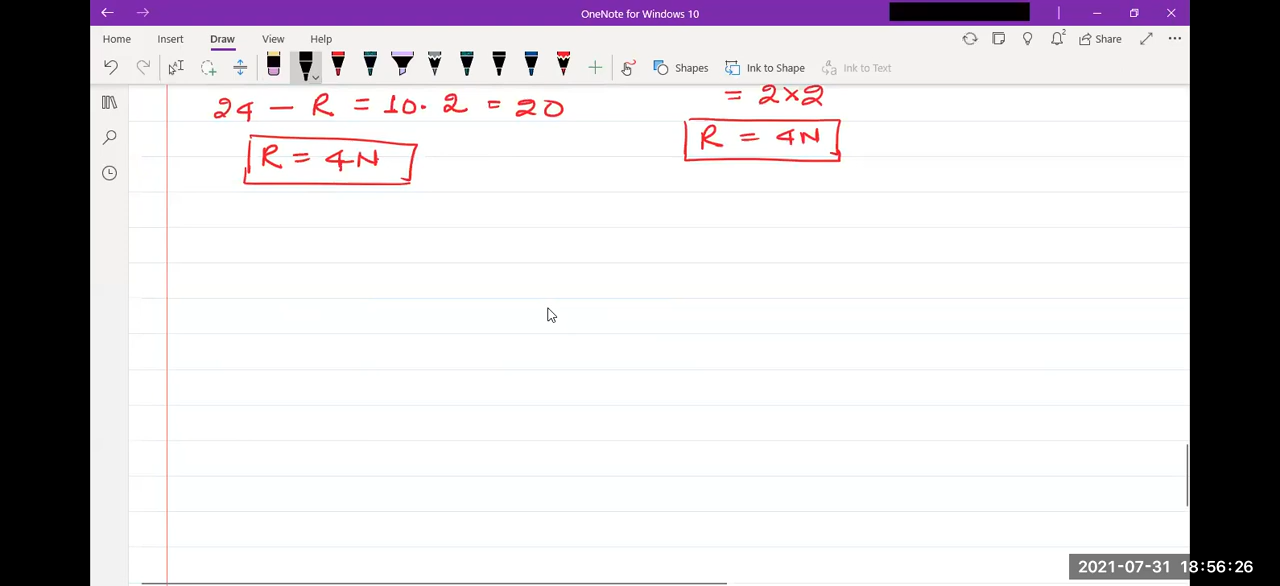 OneNote for Windows 10
Home Insert Draw View Help
2
Share
Shapes Ink to Shape Ink to Text
24 – R = 10· 2 = 20
= 2×2
R = 4N
R = 4N
2021-07-31 18:56:26